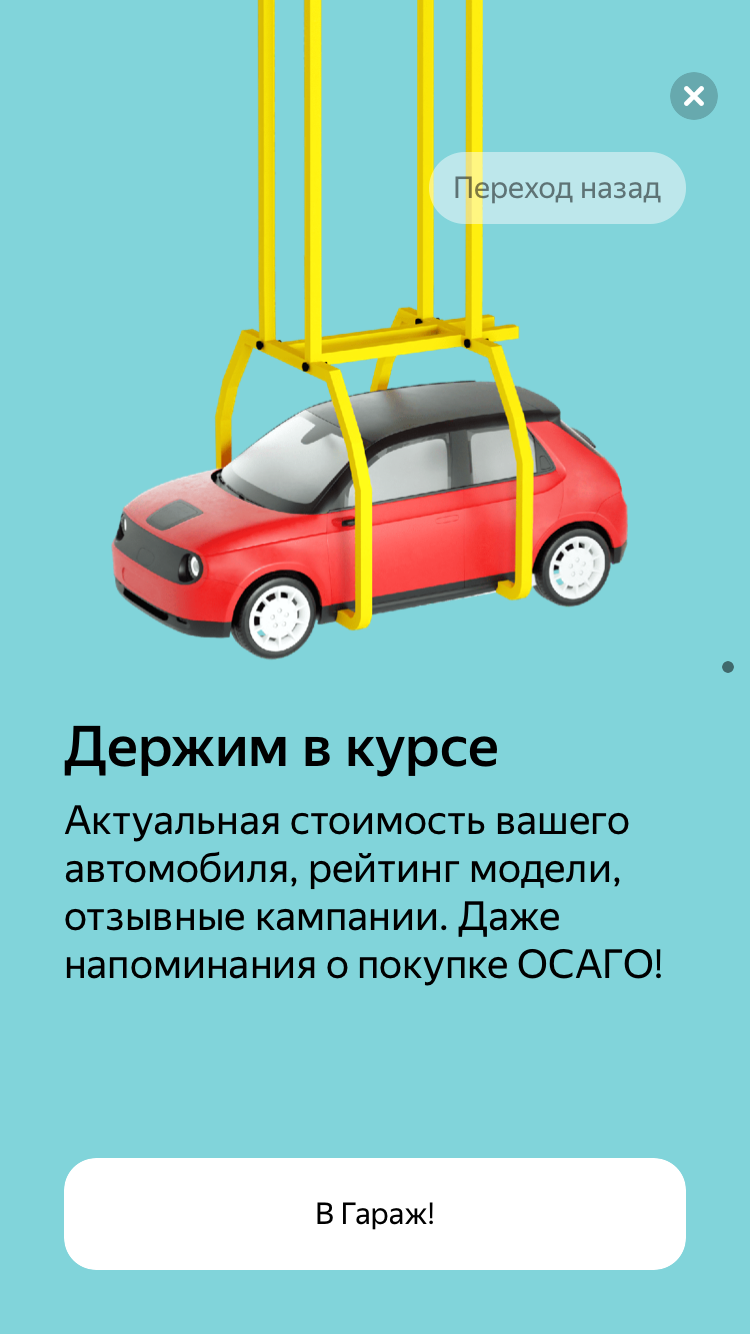 Переход назад
Держим в курсе
Актуальная стоимость вашего
автомобиля, рейтинг модели,
отзывные кампании. Даже
напоминания о покупке ОСАГО!
В Гараж!